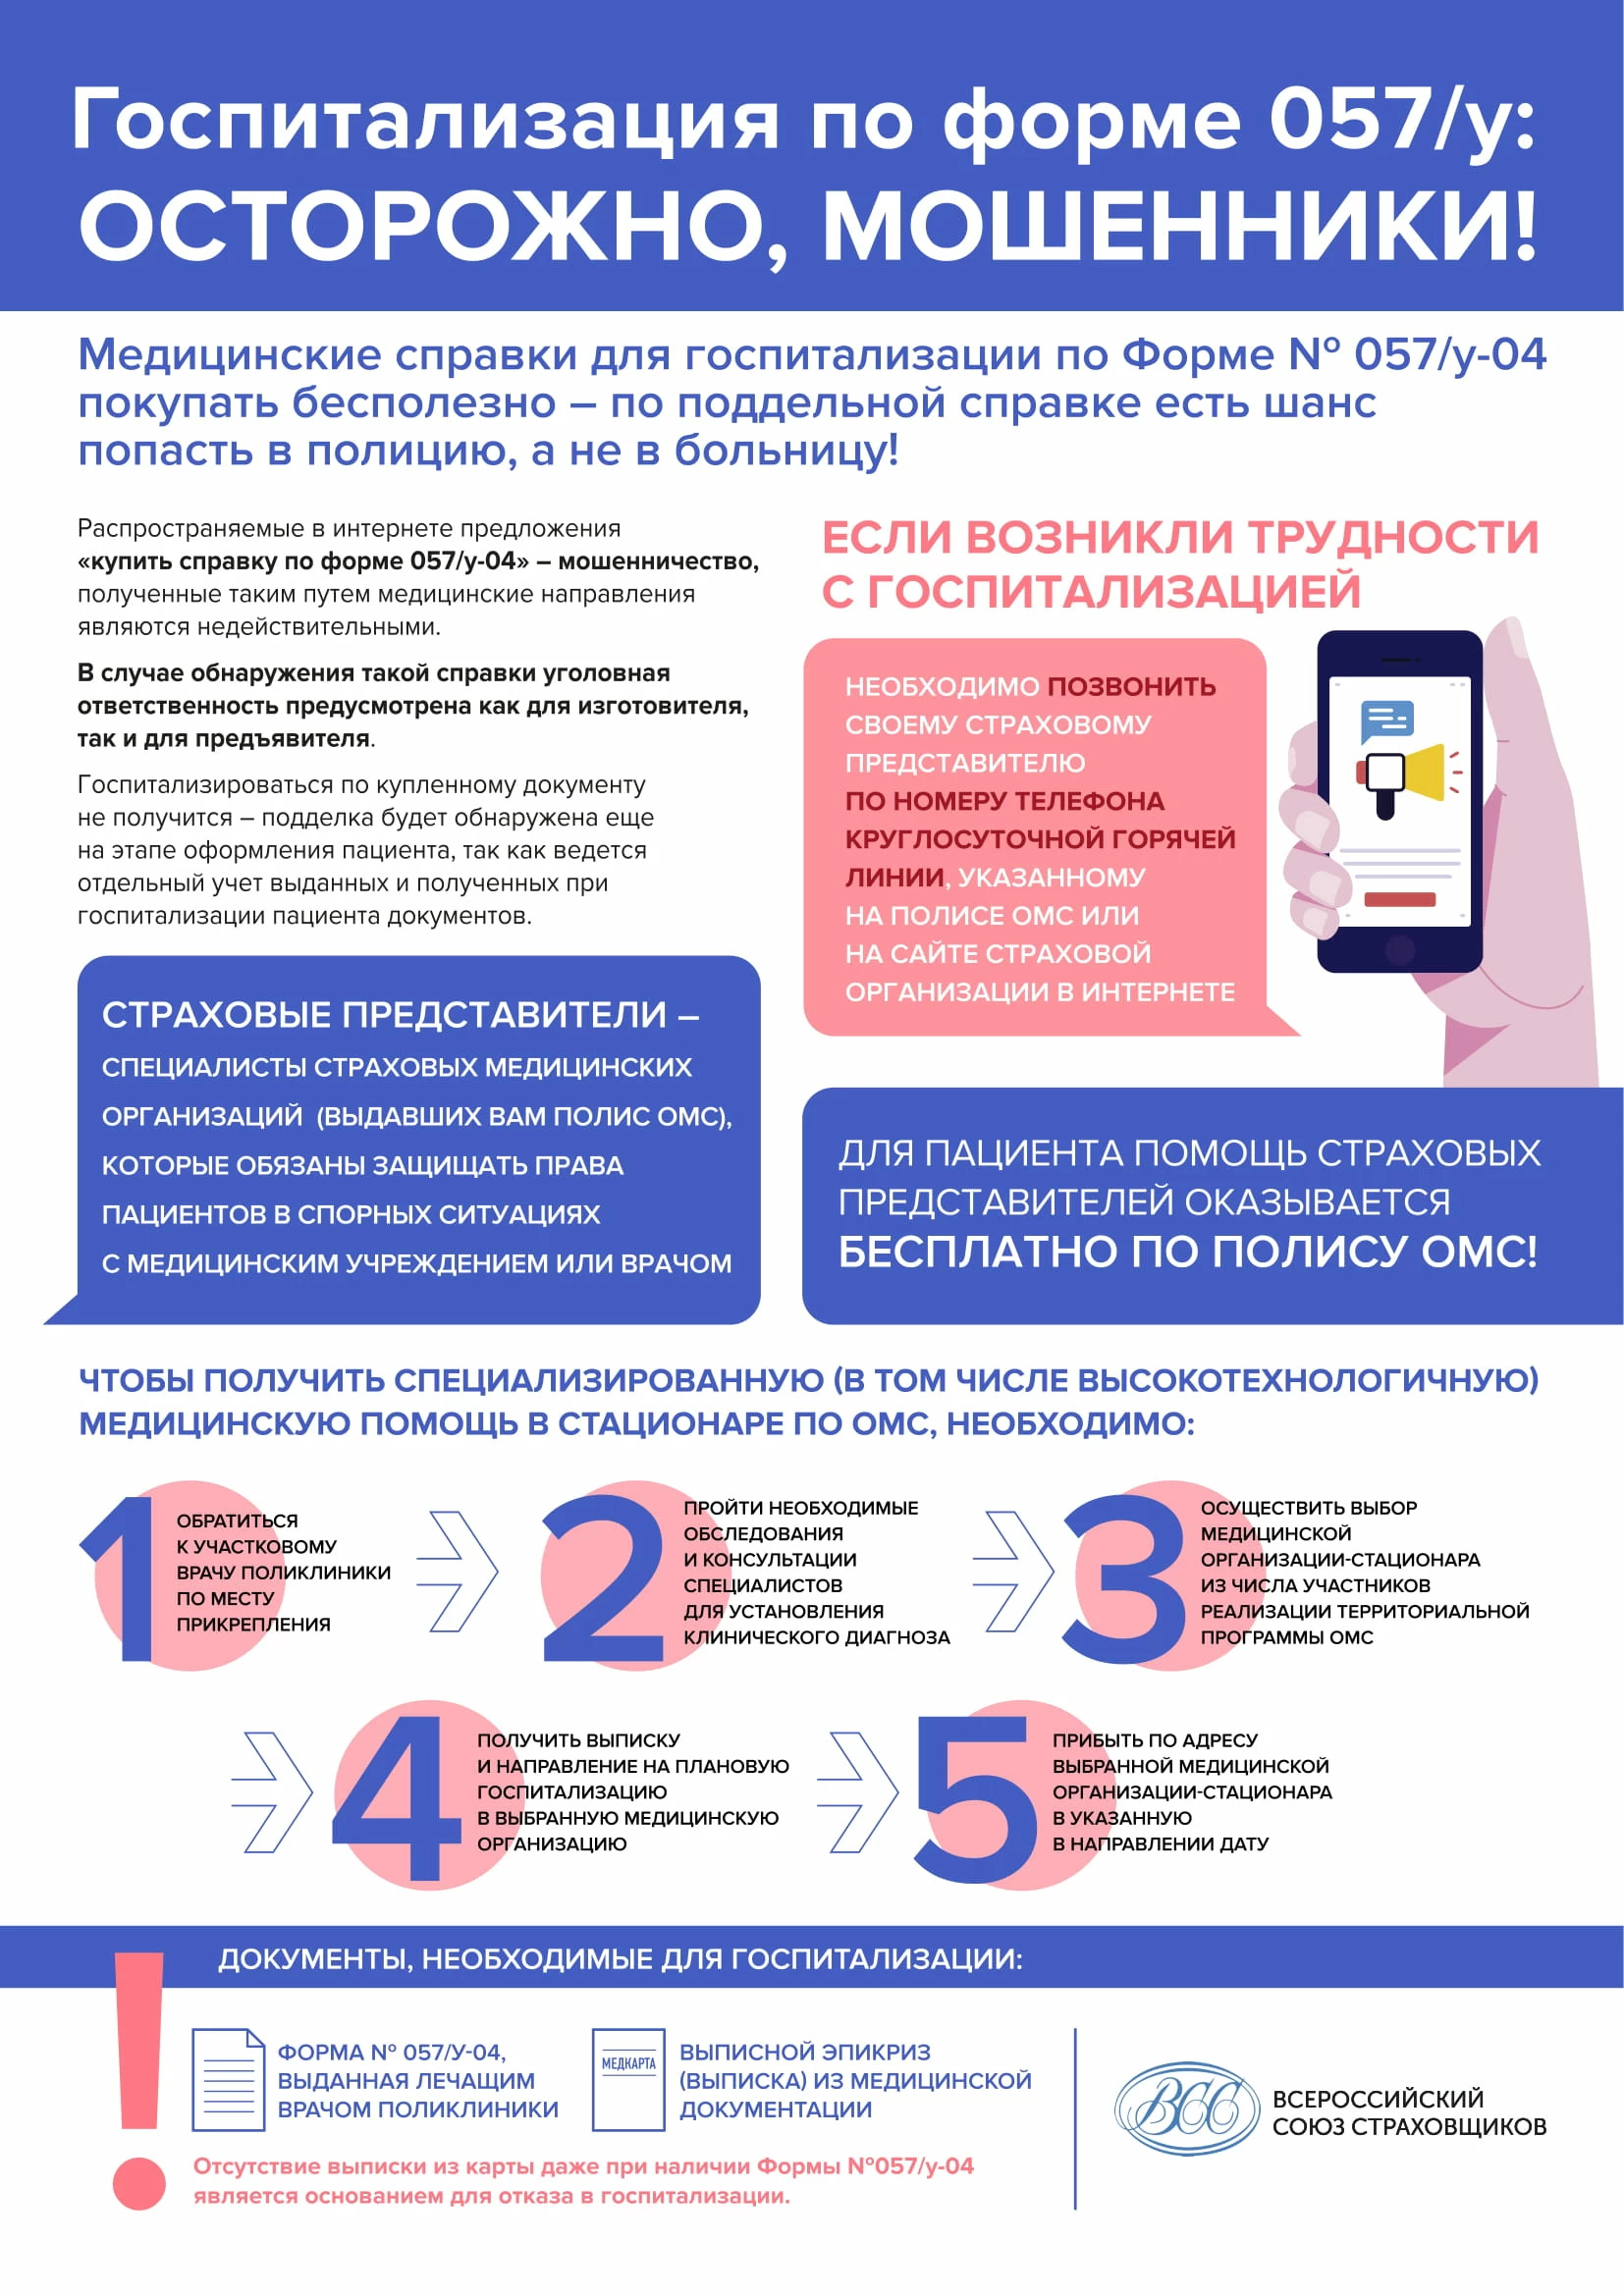 Госпитализация по форме 057/у:
ОСТОРОЖНО, МОШЕННИКИ!
Медицинские справки для госпитализации по Форме № 057/у-04
покупать бесполезно – по поддельной справке есть шанс
попасть в полицию, а не в больницу!
Распространяемые в интернете предложения
«купить справку по форме 057/у-04» – мошенничество,
полученные таким путем медицинские направления
являются недействительными.
В случае обнаружения такой справки уголовная
ответственность предусмотрена как для изготовителя,
так и для предъявителя.
Госпитализироваться по купленному документу
не получится – подделка будет обнаружена еще
на этапе оформления пациента, так как ведется
отдельный учет выданных и полученных при
госпитализации пациента документов.
СТРАХОВЫЕ ПРЕДСТАВИТЕЛИ –
СПЕЦИАЛИСТЫ СТРАХОВЫХ МЕДИЦИНСКИХ
ОРГАНИЗАЦИЙ (ВЫДАВШИХ ВАМ ПОЛИС ОМС),
КОТОРЫЕ ОБЯЗАНЫ ЗАЩИЩАТЬ ПРАВА
ПАЦИЕНТОВ В СПОРНЫХ СИТУАЦИЯХ
С МЕДИЦИНСКИМ УЧРЕЖДЕНИЕМ ИЛИ ВРАЧОМ
ЕСЛИ ВОЗНИКЛИ ТРУДНОСТИ
С ГОСПИТАЛИЗАЦИЕЙ
НЕОБХОДИМО ПОЗВОНИТЬ
СВОЕМУ СТРАХОВОМУ
ПРЕДСТАВИТЕЛЮ
ПО НОМЕРУ ТЕЛЕФОНА
КРУГЛОСУТОЧНОЙ ГОРЯЧЕЙ
ЛИНИИ, УКАЗАННОМУ
НА ПОЛИСЕ ОМС ИЛИ
НА САЙТЕ СТРАХОВОЙ
ОРГАНИЗАЦИИ В ИНТЕРНЕТЕ
ДЛЯ ПАЦИЕНТА ПОМОЩЬ СТРАХОВЫХ
ПРЕДСТАВИТЕЛЕЙ ОКАЗЫВАЕТСЯ
БЕСПЛАТНО ПО ПОЛИСУ ОМС!
ЧТОБЫ ПОЛУЧИТЬ СПЕЦИАЛИЗИРОВАННУЮ (В ТОМ ЧИСЛЕ ВЫСОКОТЕХНОЛОГИЧНУЮ)
МЕДИЦИНСКУЮ ПОМОЩЬ В СТАЦИОНАРЕ ПО ОМС, НЕОБХОДИМО:
1
ОБРАТИТЬСЯ
К УЧАСТКОВОМУ
ВРАЧУ ПОЛИКЛИНИКИ
ПО МЕСТУ
ПРИКРЕПЛЕНИЯ
2
ПРОЙТИ НЕОБХОДИМЫЕ
ОБСЛЕДОВАНИЯ
И КОНСУЛЬТАЦИИ
СПЕЦИАЛИСТОВ
ДЛЯ УСТАНОВЛЕНИЯ
КЛИНИЧЕСКОГО ДИАГНОЗА
3
ОСУЩЕСТВИТЬ ВЫБОР
МЕДИЦИНСКОЙ
ОРГАНИЗАЦИИ-СТАЦИОНАРА
ИЗ ЧИСЛА УЧАСТНИКОВ
РЕАЛИЗАЦИИ ТЕРРИТОРИАЛЬНОЙ
ПРОГРАММЫ ОМС
4
ПОЛУЧИТЬ ВЫПИСКУ
И НАПРАВЛЕНИЕ НА ПЛАНОВУЮ
ГОСПИТАЛИЗАЦИЮ
В ВЫБРАННУЮ МЕДИЦИНСКУЮ
ОРГАНИЗАЦИЮ
5
ПРИБЫТЬ ПО АДРЕСУ
ВЫБРАННОЙ МЕДИЦИНСКОЙ
ОРГАНИЗАЦИИ-СТАЦИОНАРА
В УКАЗАННУЮ
В НАПРАВЛЕНИИ ДАТУ
! ДОКУМЕНТЫ, НЕОБХОДИМЫЕ ДЛЯ ГОСПИТАЛИЗАЦИИ:
ФОРМА № 057/У-04,
ВЫДАННАЯ ЛЕЧАЩИМ
ВРАЧОМ ПОЛИКЛИНИКИ
МЕДКАРТА
ВЫПИСНОЙ ЭПИКРИЗ
(ВЫПИСКА) ИЗ МЕДИЦИНСКОЙ
ДОКУМЕНТАЦИИ
Отсутствие выписки из карты даже при наличии Формы №057/у-04
является основанием для отказа в госпитализации.
ВСС
ВСЕРОССИЙСКИЙ
СОЮЗ СТРАХОВЩИКОВ